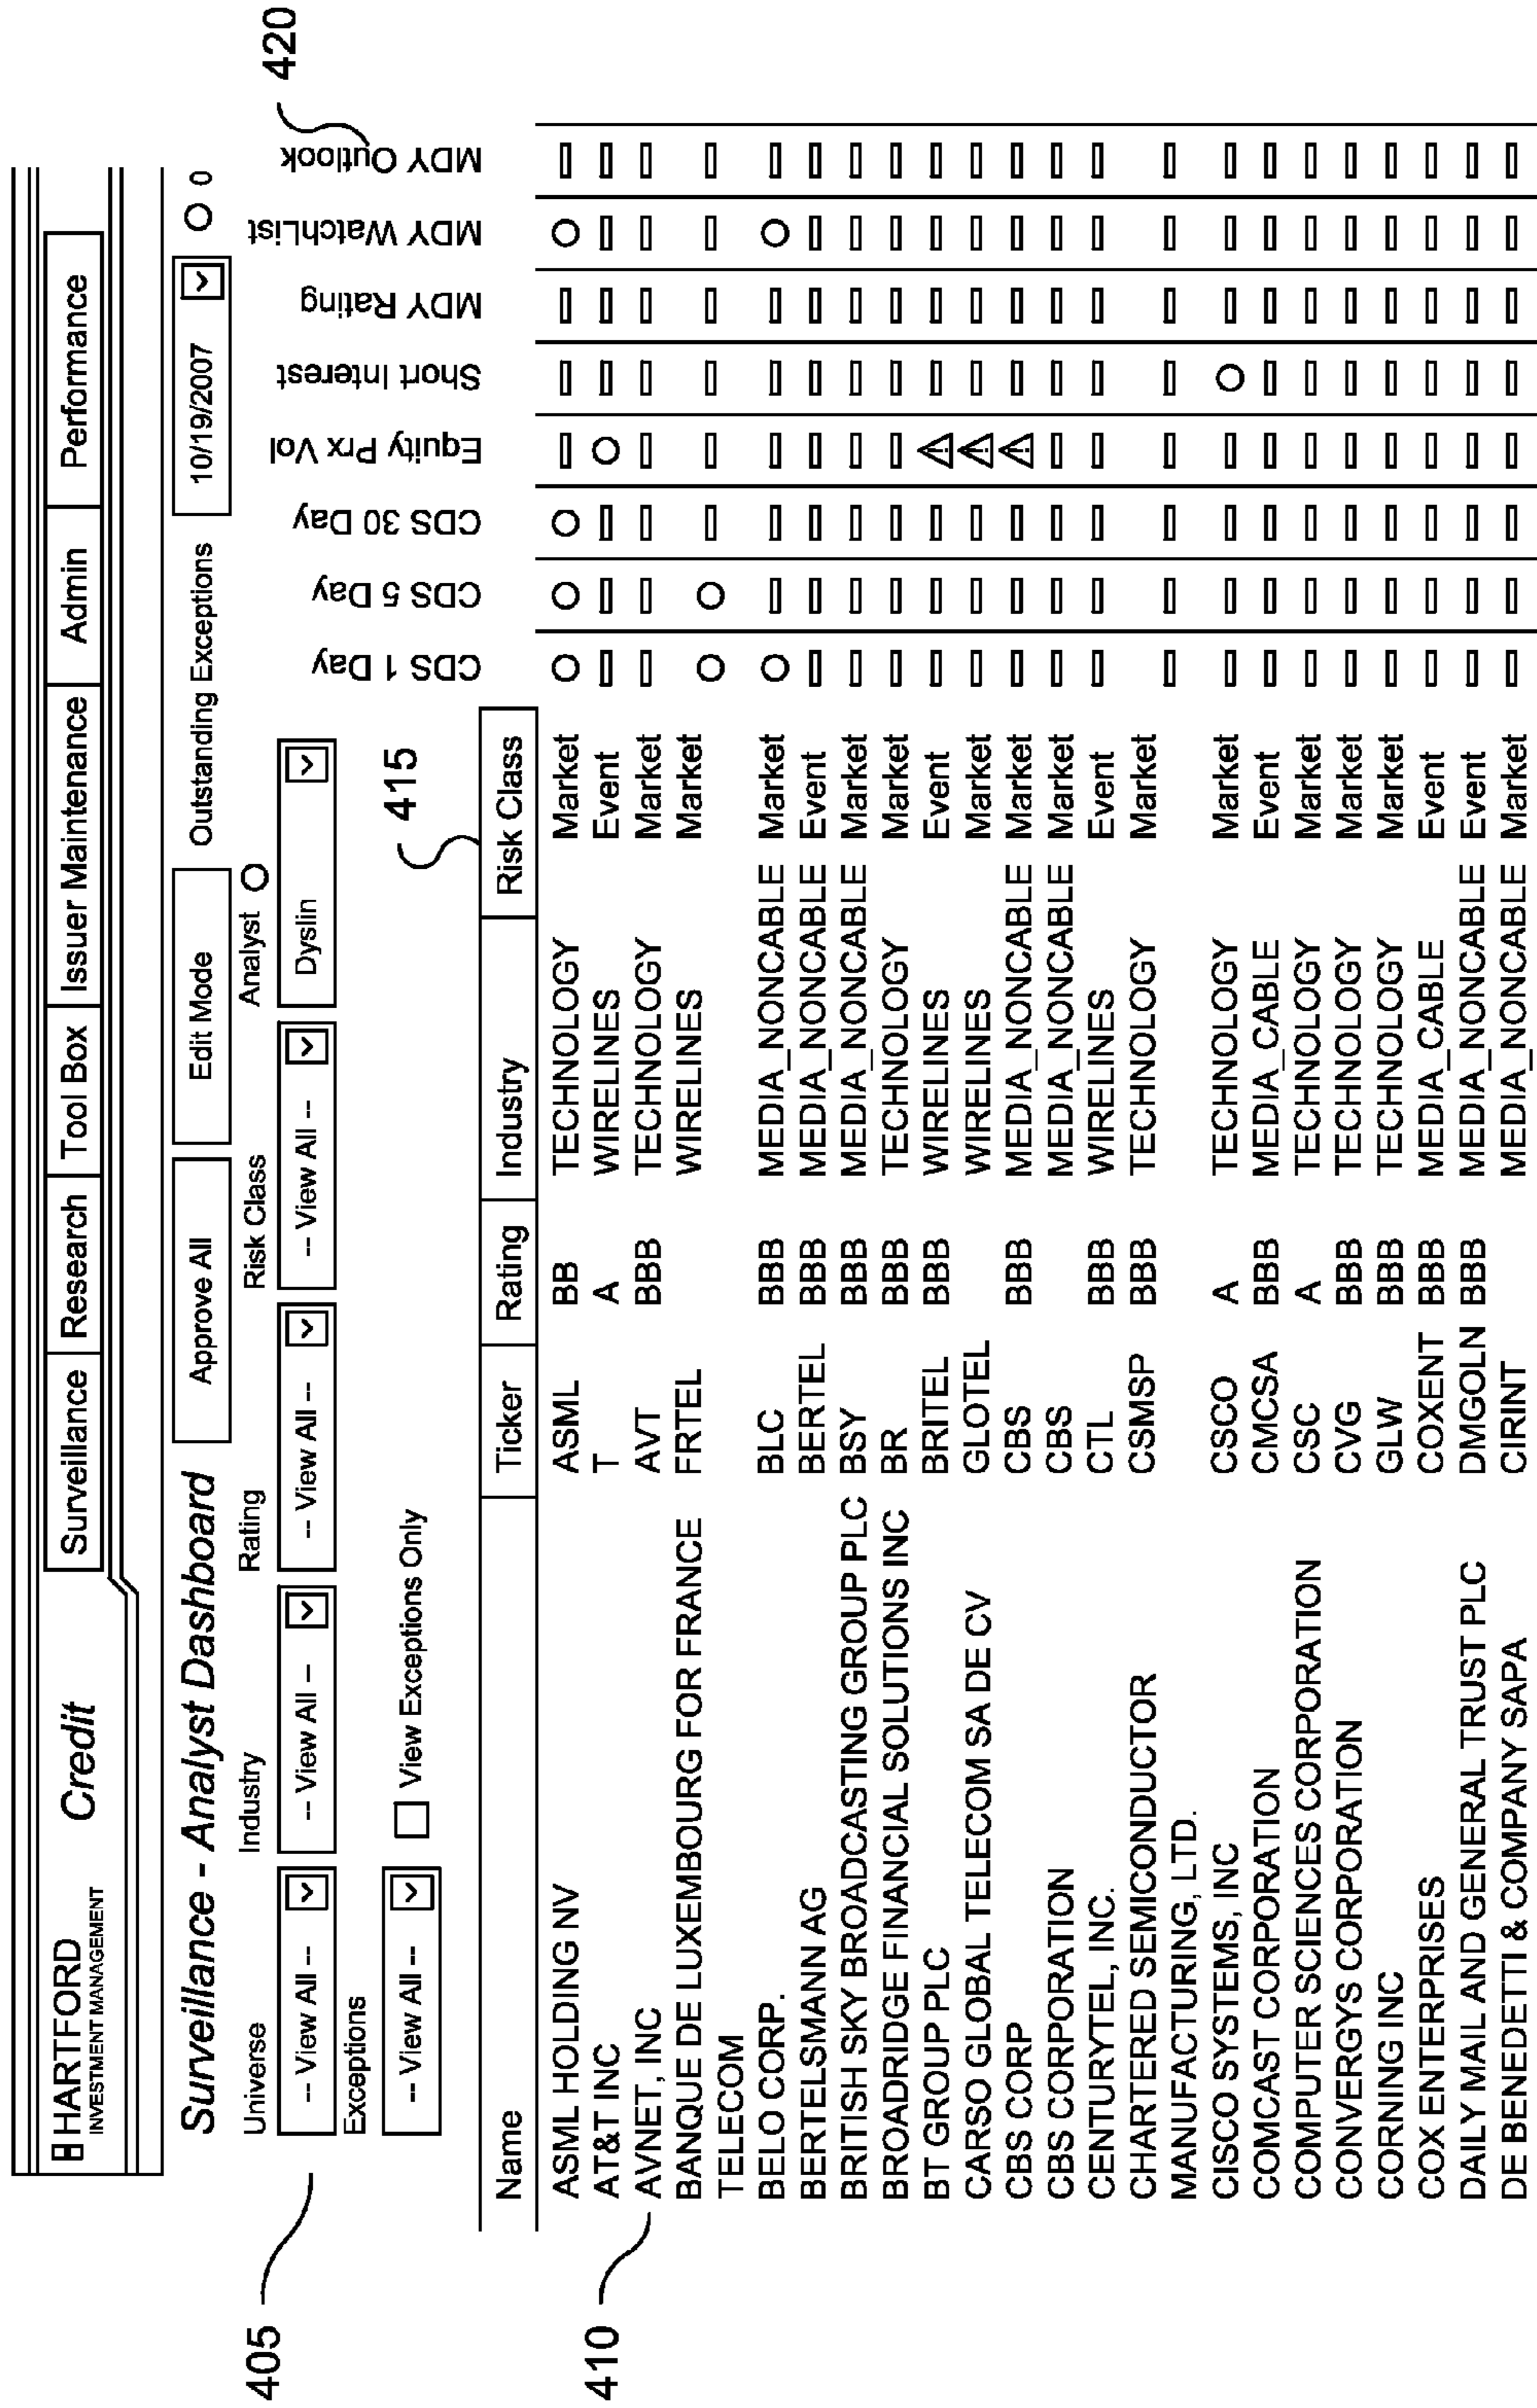 HARTFORD
INVESTMENT MANAGEMENT
Credit
Surveillance Research Tool Box Issuer Maintenance Admin Performance
Surveillance - Analyst Dashboard
Approve All Edit Mode Outstanding Exceptions 10/19/2007 0
Universe Industry Rating Risk Class Analyst
-- View All -- -- View All – -- View All -- -- View All -- Dyslin
Exceptions
-- View All -- View Exceptions Only
405
415
420
410
Name Ticker Rating Industry Risk Class CDS 1 Day CDS 5 Day CDS 30 Day Equity Prx Vol Short Interest MDY Rating MDY WatchList MDY Outlook
ASML HOLDING NV ASML BB TECHNOLOGY Market
AT&T INC T A WIRELINES Event
AVNET, INC AVT BBB TECHNOLOGY Market
BANQUE DE LUXEMBOURG FOR FRANCE FRTEL WIRELINES Market
TELECOM
BELO CORP. BLC BBB MEDIA_NONCABLE Market
BERTELSMANN AG BERTEL BBB MEDIA_NONCABLE Event
BRITISH SKY BROADCASTING GROUP PLC BSY BBB MEDIA_NONCABLE Market
BROADRIDGE FINANCIAL SOLUTIONS INC BR BBB TECHNOLOGY Market
BT GROUP PLC BRITEL BBB WIRELINES Event
CARSO GLOBAL TELECOM SA DE CV GLOTEL WIRELINES Market
CBS CORP CBS BBB MEDIA_NONCABLE Market
CBS CORPORATION CBS MEDIA_NONCABLE Market
CENTURYTEL, INC. CTL BBB WIRELINES Event
CHARTERED SEMICONDUCTOR CSMSP BBB TECHNOLOGY Market
MANUFACTURING, LTD.
CISCO SYSTEMS, INC CSCO A TECHNOLOGY Market
COMCAST CORPORATION CMCSA BBB MEDIA_CABLE Event
COMPUTER SCIENCES CORPORATION CSC A TECHNOLOGY Market
CONVERGYS CORPORATION CVG BBB TECHNOLOGY Market
CORNING INC GLW BBB TECHNOLOGY Market
COX ENTERPRISES COXENT BBB MEDIA_CABLE Event
DAILY MAIL AND GENERAL TRUST PLC DMGOLN BBB MEDIA_NONCABLE Event
DE BENEDETTI & COMPANY SAPA CIRINT MEDIA_NONCABLE Market